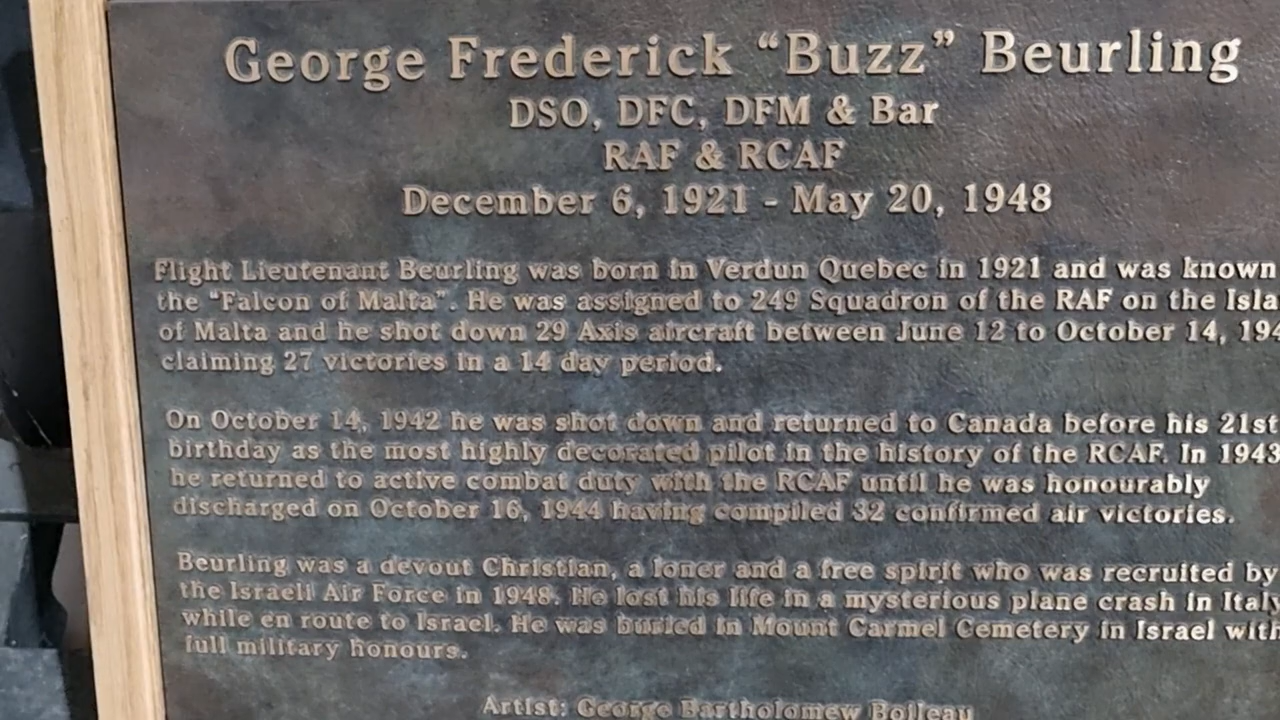 George Frederick “Buzz” Beurling
DSO, DFC, DFM & Bar
RAF & RCAF
December 6, 1921 - May 20, 1948
Flight Lieutenant Beurling was born in Verdun Quebec in 1921 and was known
the “Falcon of Malta”. He was assigned to 249 Squadron of the RAF on the Isla
of Malta and he shot down 29 Axis aircraft between June 12 to October 14, 194
claiming 27 victories in a 14 day period.
On October 14, 1942 he was shot down and returned to Canada before his 21st
birthday as the most highly decorated pilot in the history of the RCAF. In 1943
he returned to active combat duty with the RCAF until he was honourably
discharged on October 16, 1944 having compiled 32 confirmed air victories.
Beurling was a devout Christian, a loner and a free spirit who was recruited by
the Israeli Air Force in 1948. He lost his life in a mysterious plane crash in Italy
while en route to Israel. He was buried in Mount Carmel Cemetery in Israel with
full military honours.
Artist: George Bartholomew Boileau